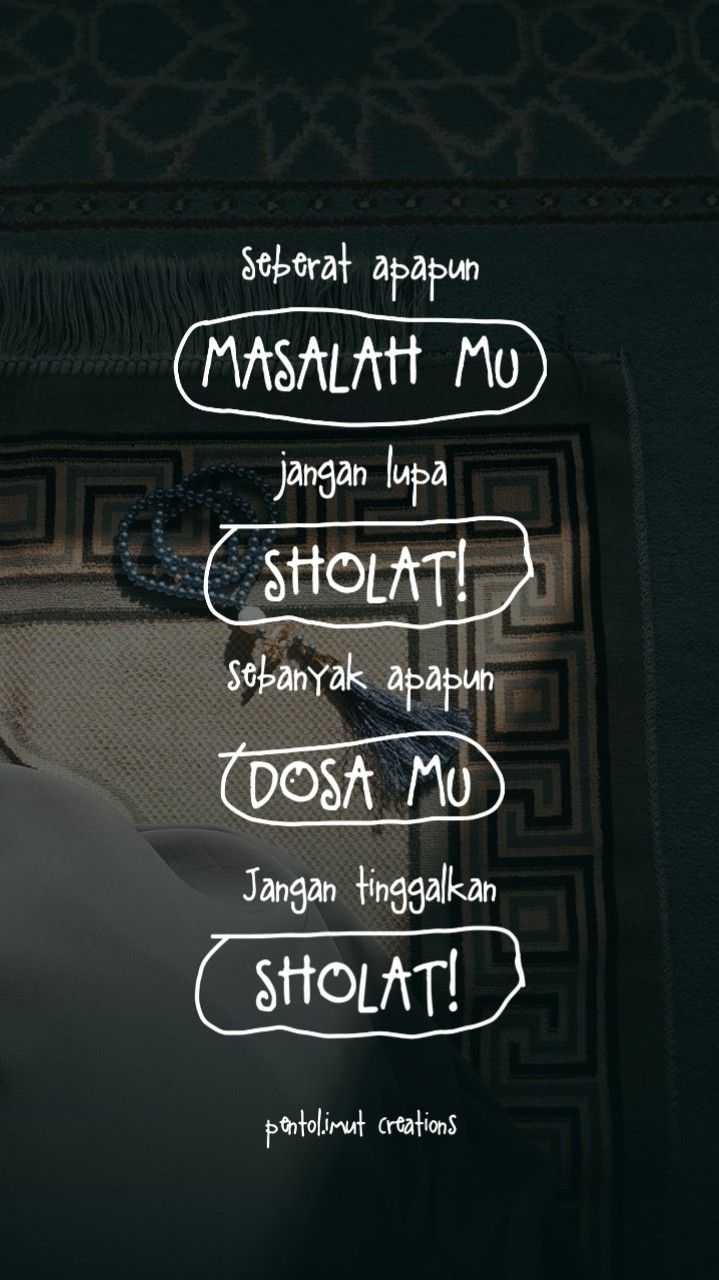 Seberat apapun
MASALAH MU
jangan lupa
SHOLAT!
sebanyak apapun
DOSA MU
Jangan tinggalkan
SHOLAT!
pentol.imut creations